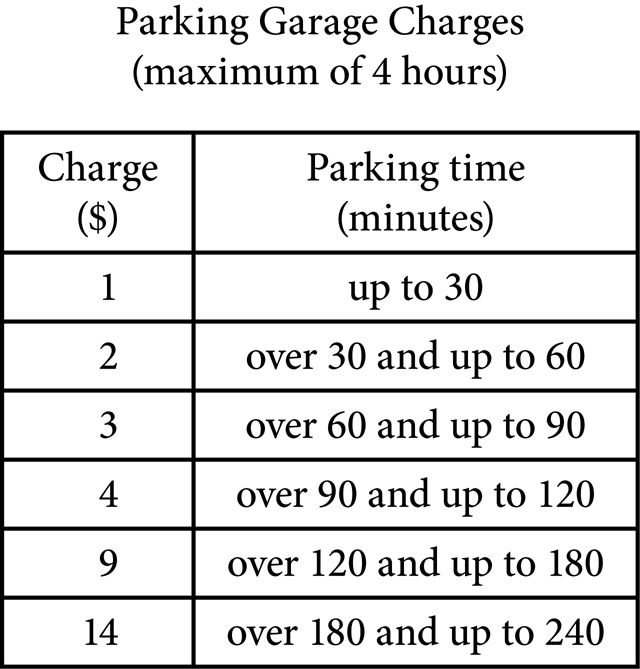 Parking Garage Charges
(maximum of 4 hours)
Charge ($) Parking time (minutes)
1 up to 30
2 over 30 and up to 60
3 over 60 and up to 90
4 over 90 and up to 120
9 over 120 and up to 180
14 over 180 and up to 240